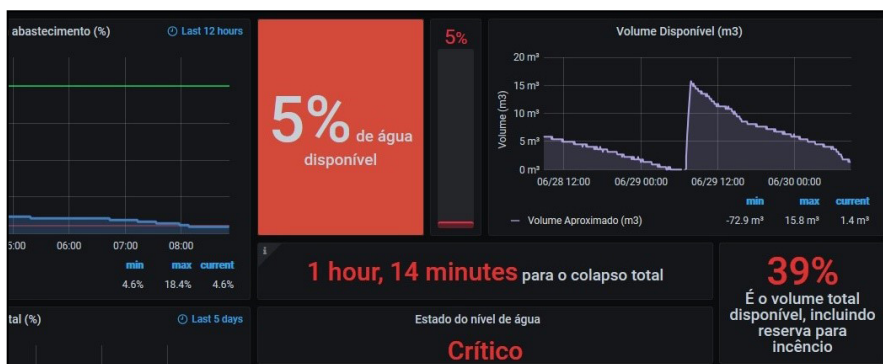 abastecimento (%)
Last 12 hours
06:00
07:00
08:00
min max current
4.6% 18.4% 4.6%
5% de água
disponível
5%
Volume Disponível (m3)
Volume (m3)
20 m³
15 m³
10 m³
5 m³
0 m³
06/28 12:00
06/29 00:00
06/29 12:00
06/30 00:00
min max current
Volume Aproximado (m3) -72.9 m³ 15.8 m³ 1.4 m³
i
1 hour, 14 minutes para o colapso total
39%
É o volume total
disponível, incluindo
reserva para
incêncio
tal (%)
Last 5 days
Estado do nível de água
Crítico